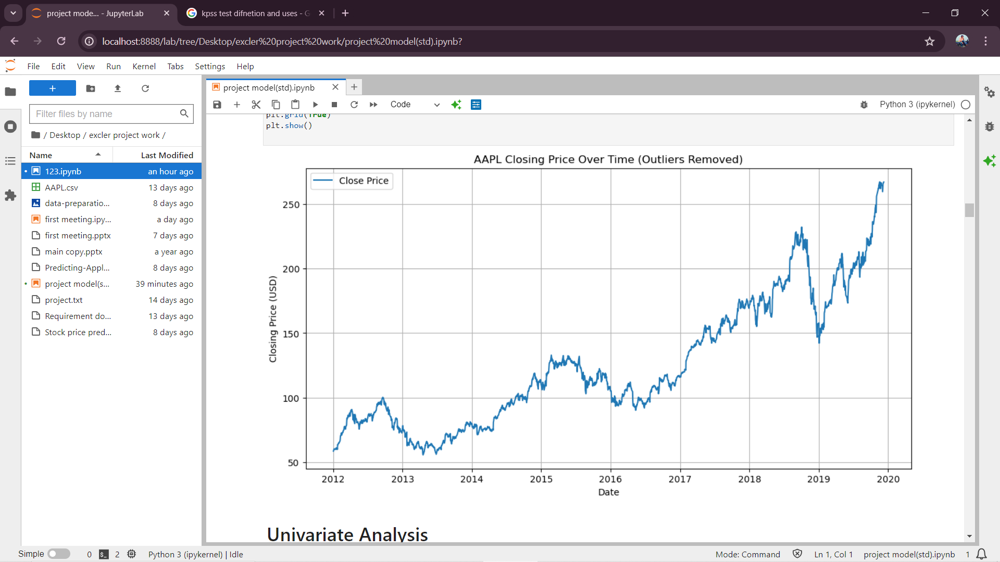 project mode... - JupyterLab
kpss test difnetion and uses - G
localhost:8888/lab/tree/Desktop/excler%20project%20work/project%20model(std).ipynb?
File Edit View Run Kernel Tabs Settings Help
Filter files by name
/ Desktop / excler project work /
Name Last Modified
123.ipynb an hour ago
AAPL.csv 13 days ago
data-preparatio... 8 days ago
first meeting.ipy... a day ago
first meeting.pptx 7 days ago
main copy.pptx a year ago
Predicting-Appl... 8 days ago
project model(s... 39 minutes ago
project.txt 14 days ago
Requirement do... 13 days ago
Stock price pred... 8 days ago
project model(std).ipynb
Code
Python 3 (ipykernel)
plt.grid(True)
plt.show()
AAPL Closing Price Over Time (Outliers Removed)
Close Price
Closing Price (USD)
250
200
150
100
50
2012 2013 2014 2015 2016 2017 2018 2019 2020
Date
Univariate Analysis
Simple 0 $_ 2 Python 3 (ipykernel) | Idle Mode: Command Ln 1, Col 1 project model(std).ipynb 1